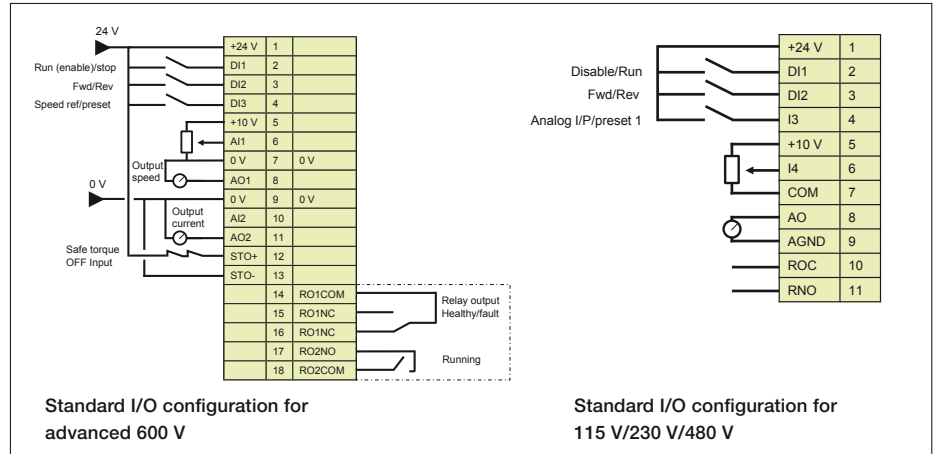 24 V
+24 V 1
Run (enable)/stop DI1 2
Fwd/Rev DI2 3
Speed ref/preset DI3 4
+10 V 5
AI1 6
Output speed
0 V 7 0 V
AO1 8
0 V
0 V 9 0 V
Output current
AI2 10
AO2 11
Safe torque OFF Input
STO+ 12
STO- 13
14 RO1COM
Relay output
Healthy/fault
15 RO1NC
16 RO1NC
17 RO2NO
Running
18 RO2COM
Standard I/O configuration for
advanced 600 V
+24 V 1
Disable/Run DI1 2
Fwd/Rev DI2 3
Analog I/P/preset 1 I3 4
+10 V 5
I4 6
COM 7
AO 8
AGND 9
ROC 10
RNO 11
Standard I/O configuration for
115 V/230 V/480 V